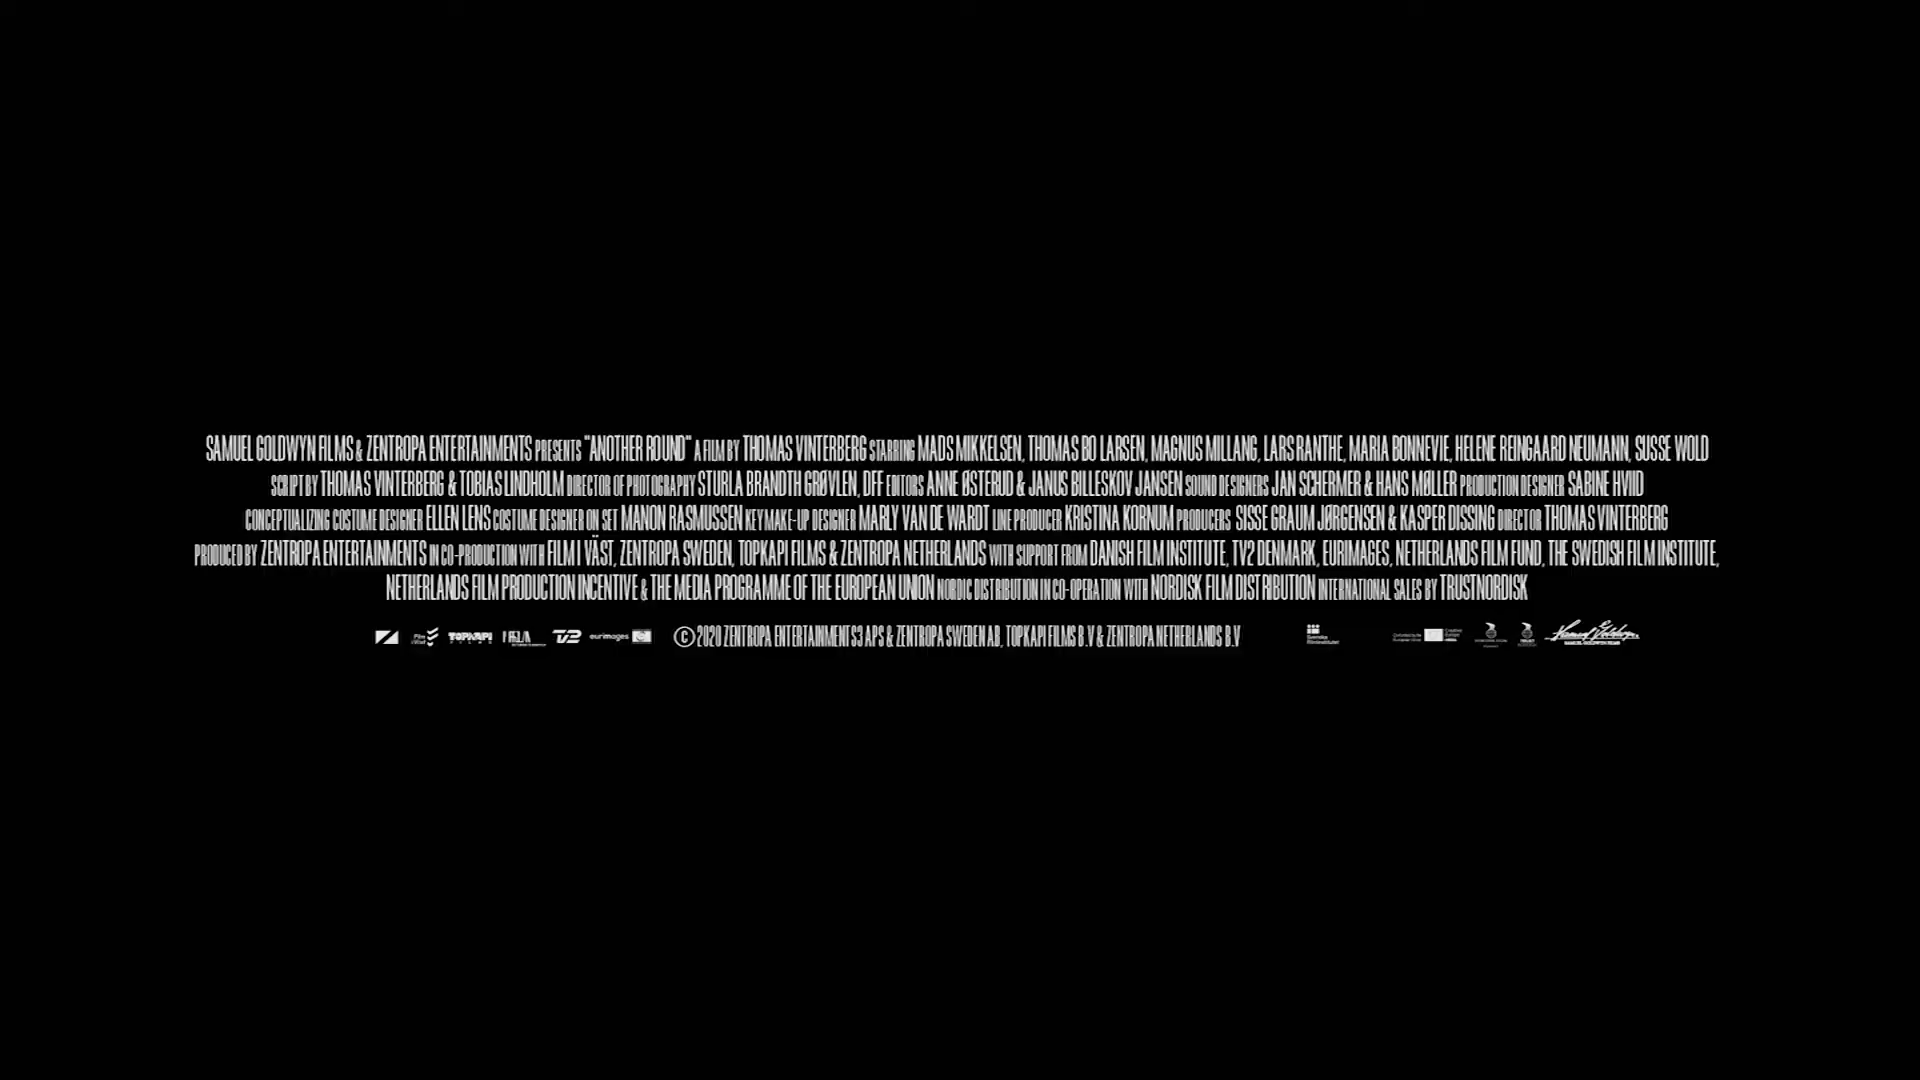 SAMUEL GOLDWYN FILMS & ZENTROPA ENTERTAINMENTS PRESENTS "ANOTHER ROUND" A FILM BY THOMAS VINTERBERG STARRING MADS MIKKELSEN, THOMAS BO LARSEN, MAGNUS MILLANG, LARS RANTHE, MARIA BONNEVIE, HELENE REINGAARD NEUMANN, SUSSE WOLD
SCRIPT BY THOMAS VINTERBERG & TOBIAS LINDHOLM DIRECTOR OF PHOTOGRAPHY STURLA BRANDTH GRØVLEN, DFF EDITORS ANNE ØSTERUD & JANUS BILLESKOV JANSEN SOUND DESIGNERS JAN SCHERMER & HANS MØLLER PRODUCTION DESIGNER SABINE HVIID
CONCEPTUALIZING COSTUME DESIGNER ELLEN LENS COSTUME DESIGNER ON SET MANON RASMUSSEN KEY MAKE-UP DESIGNER MARLY VAN DE WARDT LINE PRODUCER KRISTINA KORNUM PRODUCERS SISSE GRAUM JØRGENSEN & KASPER DISSING DIRECTOR THOMAS VINTERBERG
PRODUCED BY ZENTROPA ENTERTAINMENTS IN CO-PRODUCTION WITH FILM I VÄST, ZENTROPA SWEDEN, TOPKAPI FILMS & ZENTROPA NETHERLANDS WITH SUPPORT FROM DANISH FILM INSTITUTE, TV2 DENMARK, EURIMAGES, NETHERLANDS FILM FUND, THE SWEDISH FILM INSTITUTE,
NETHERLANDS FILM PRODUCTION INCENTIVE & THE MEDIA PROGRAMME OF THE EUROPEAN UNION NORDIC DISTRIBUTION IN CO-OPERATION WITH NORDISK FILM DISTRIBUTION INTERNATIONAL SALES BY TRUSTNORDISK
TOPKAPI FILMS TV2 eurimages © 2020 ZENTROPA ENTERTAINMENTS3 APS & ZENTROPA SWEDEN AB, TOPKAPI FILMS B.V & ZENTROPA NETHERLANDS B.V